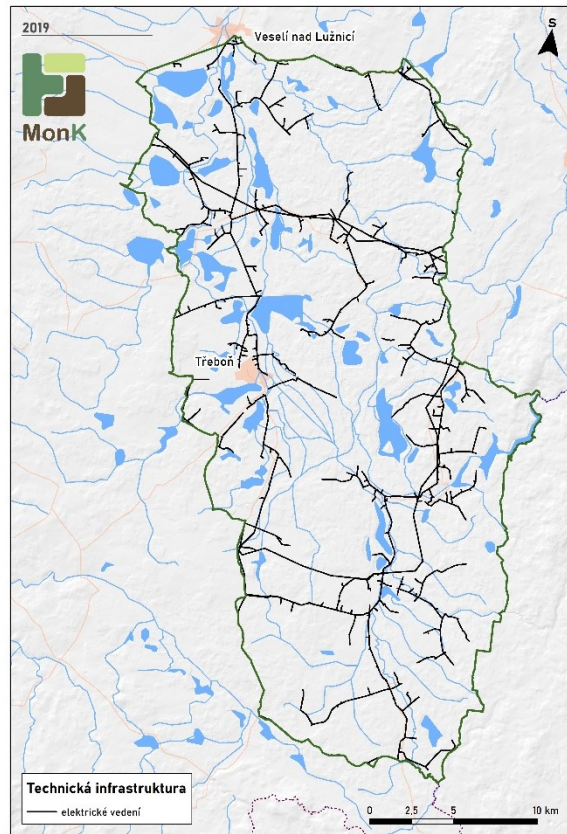 2019
Veselí nad Lužnicí
S
MonK
Třeboň
Technická infrastruktura
elektrické vedení
0 2,5 5 10 km